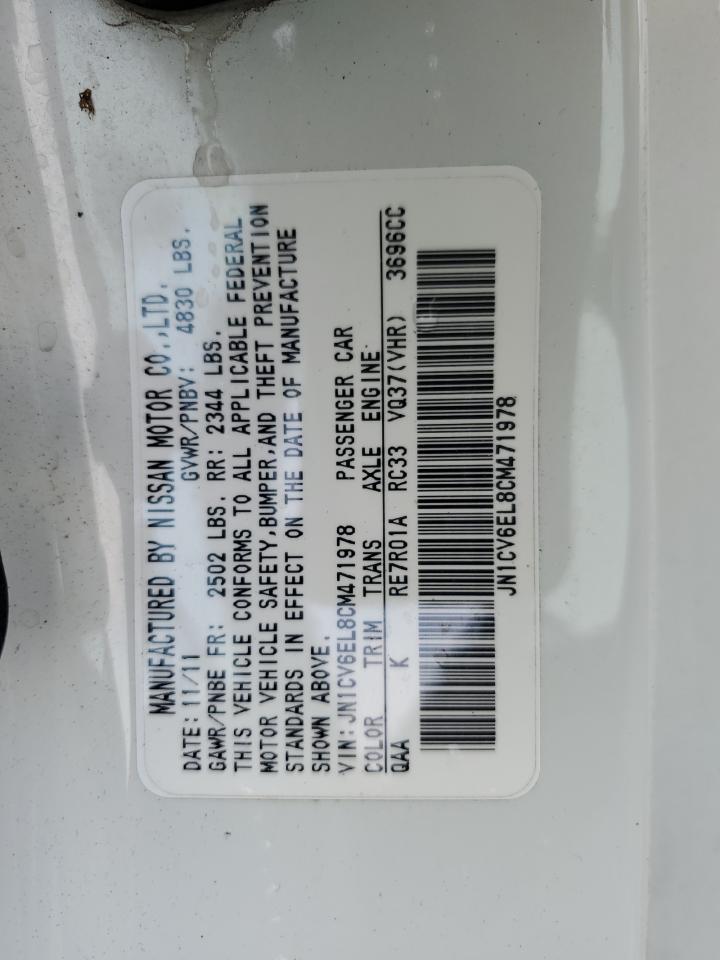 MANUFACTURED BY NISSAN MOTOR CO.,LTD.
DATE: 11/11 GVWR/PNBV: 4830 LBS.
GAWR/PNBE FR: 2502 LBS. RR: 2344 LBS.
THIS VEHICLE CONFORMS TO ALL APPLICABLE FEDERAL
MOTOR VEHICLE SAFETY,BUMPER,AND THEFT PREVENTION
STANDARDS IN EFFECT ON THE DATE OF MANUFACTURE
SHOWN ABOVE.
VIN:JN1CV6EL8CM471978 PASSENGER CAR
COLOR TRIM TRANS AXLE ENGINE
QAA K RE7R01A RC33 VQ37(VHR) 3696CC
JN1CV6EL8CM471978